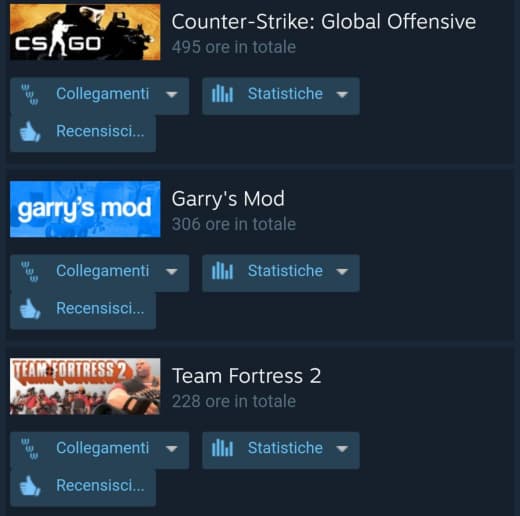 CS GO
Counter-Strike: Global Offensive
495 ore in totale
Collegamenti Statistiche
Recensisci...
garry's mod
Garry's Mod
306 ore in totale
Collegamenti Statistiche
Recensisci...
TEAM FORTRESS 2
Team Fortress 2
228 ore in totale
Collegamenti Statistiche
Recensisci...